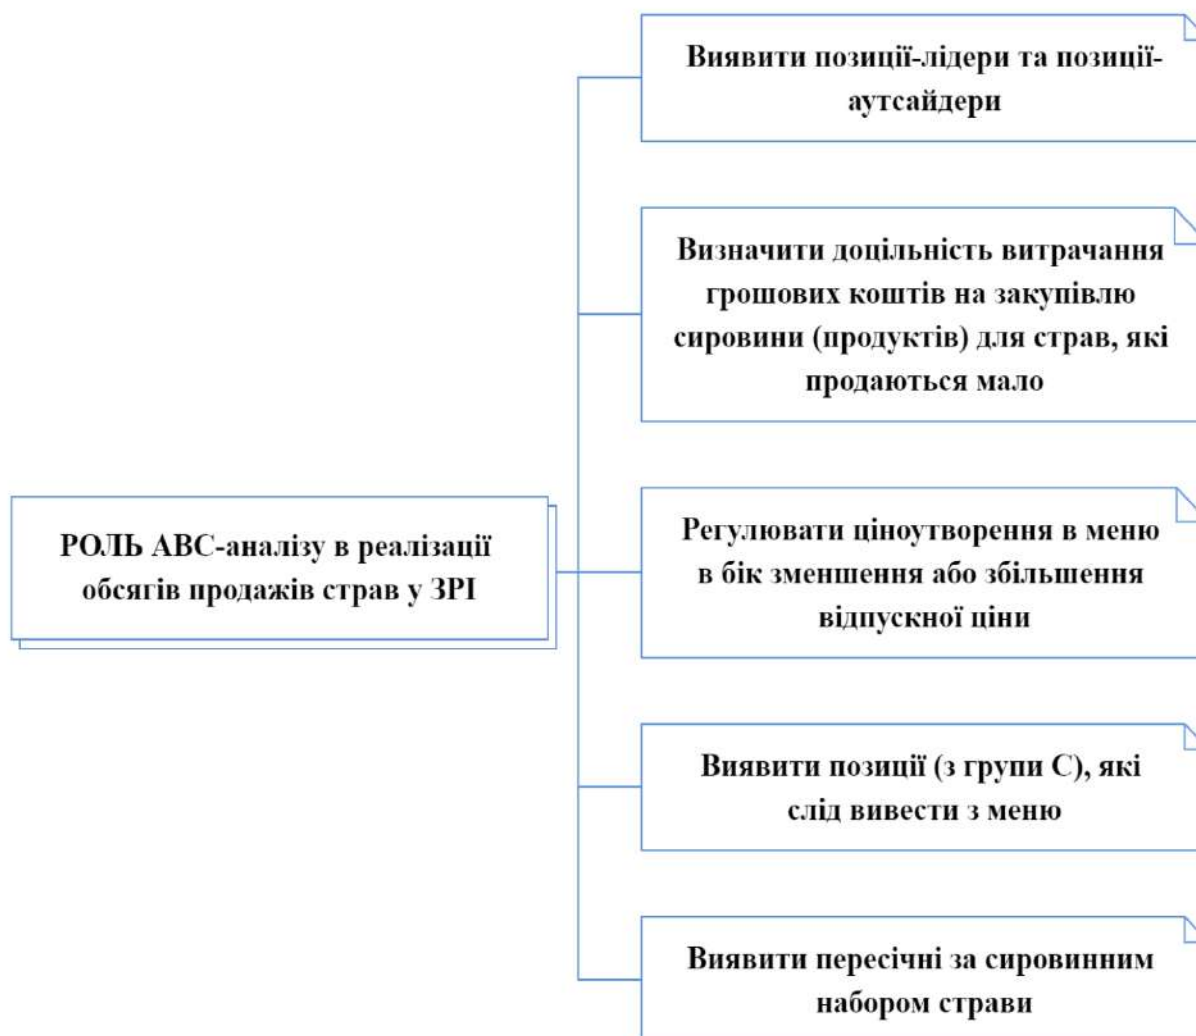 Виявити позиції-лідери та позиції-
аутсайдери
Визначити доцільність витрачання
грошових коштів на закупівлю
сировини (продуктів) для страв, які
продаються мало
РОЛЬ АВС-аналізу в реалізації
обсягів продажів страв у ЗРІ
Регулювати ціноутворення в меню
в бік зменшення або збільшення
відпускної ціни
Виявити позиції (з групи С), які
слід вивести з меню
Виявити пересічні за сировинним
набором страви